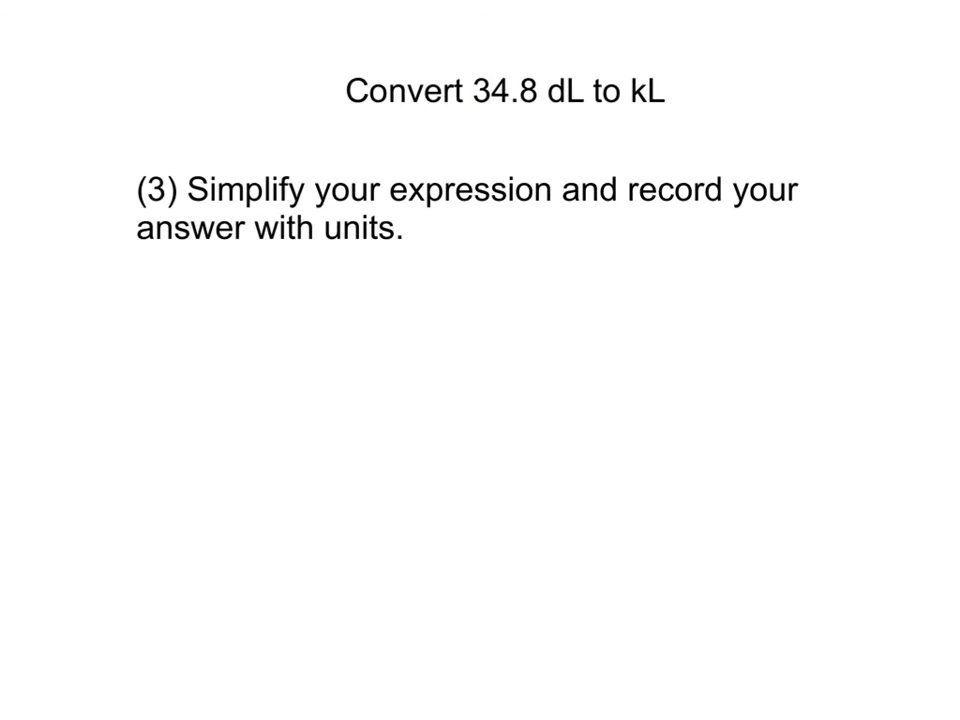 Convert 34.8 dL to kL
(3) Simplify your expression and record your
answer with units.